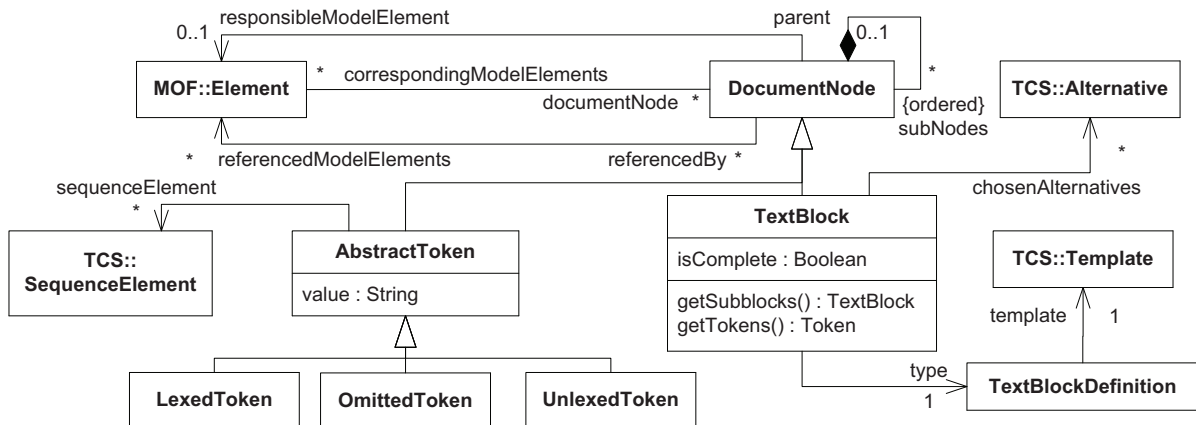 responsibleModelElement
parent
0..1
0..1
MOF::Element
* correspondingModelElements
documentNode *
DocumentNode
*
{ordered}
subNodes
TCS::Alternative
* referencedModelElements
referencedBy *
*
chosenAlternatives
sequenceElement
*
TCS::
SequenceElement
AbstractToken
value : String
TextBlock
isComplete : Boolean
getSubblocks() : TextBlock
getTokens() : Token
TCS::Template
template 1
type
1
TextBlockDefinition
LexedToken
OmittedToken
UnlexedToken